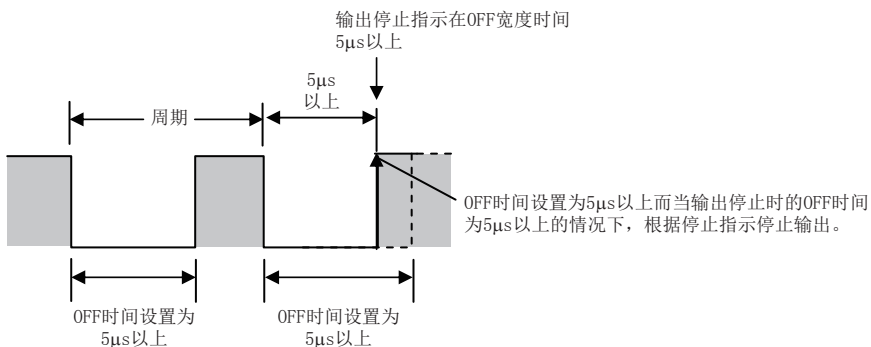 输出停止指示在OFF宽度时间
5μs以上
5μs
以上
周期
OFF时间设置为5μs以上而当输出停止时的OFF时间
为5μs以上的情况下，根据停止指示停止输出。
OFF时间设置为
5μs以上
OFF时间设置为
5μs以上